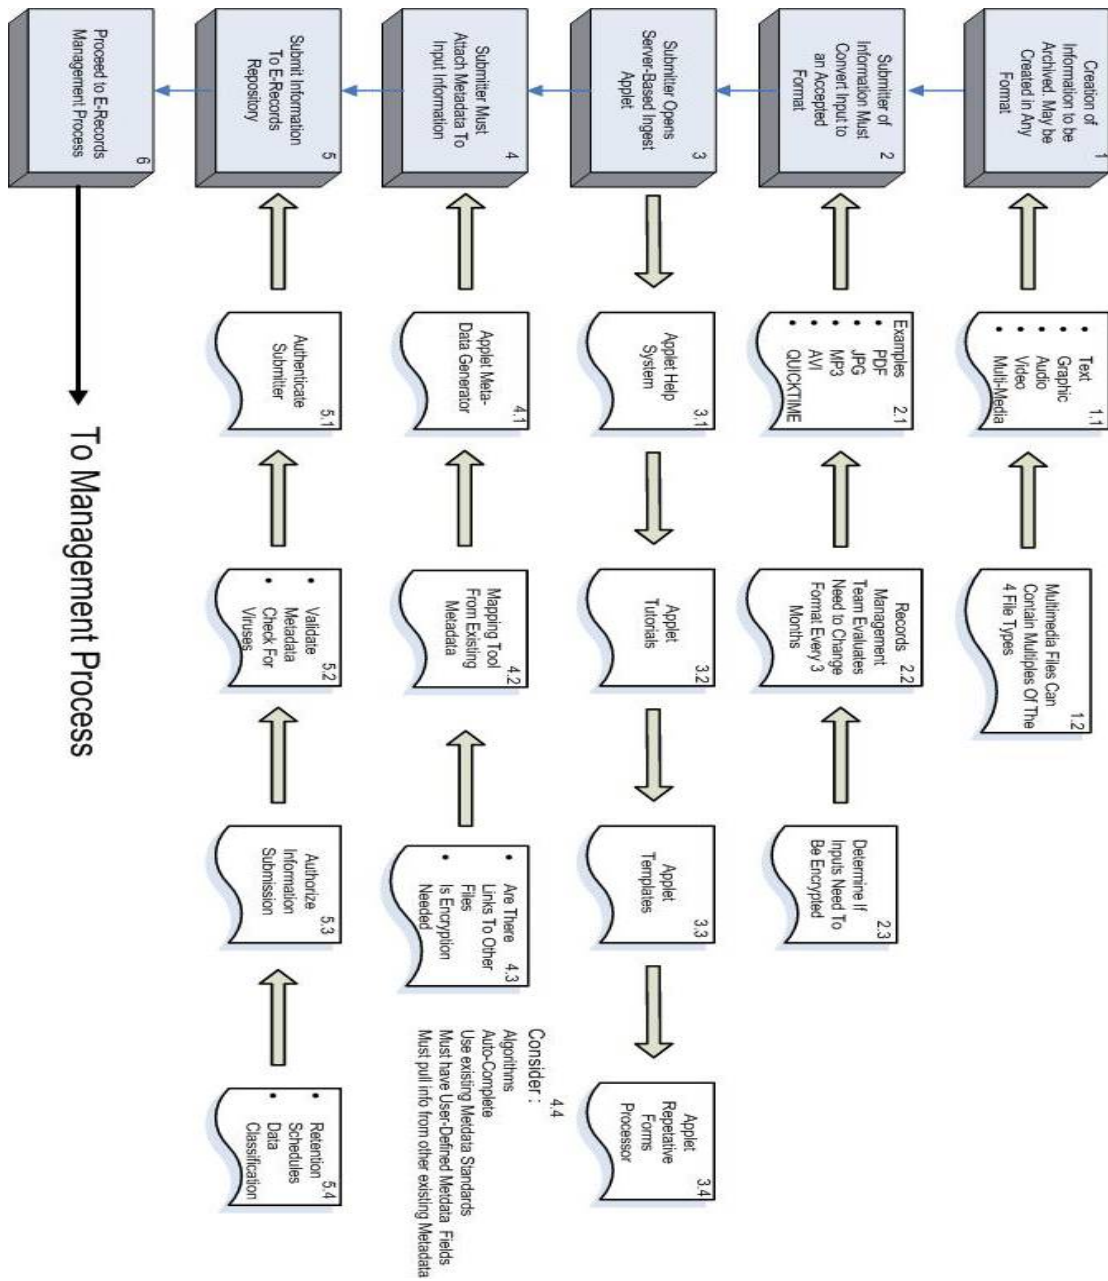 1
Creation of
Information to be
Archived. May be
Created in Any
Format
1.1
Text
Graphic
Audio
Video
Multi-Media
1.2
Multimedia Files Can
Contain Multiples Of The
4 File Types
2
Submitter of
Information Must
Convert Input to
an Accepted
Format
2.1
Examples
PDF
JPG
MP3
AVI
QUICKTIME
2.2
Records
Management
Team Evaluates
Need to Change
Format Every 3
Months
2.3
Determine If
Inputs Need To
Be Encrypted
3
Submitter Opens
Server-Based Ingest
Applet
3.1
Applet Help
System
3.2
Applet
Tutorials
3.3
Applet
Templates
3.4
Applet
Repetative
Forms
Processor
4
Submitter Must
Attach Metadata To
Input Information
4.1
Applet Meta-
Data Generator
4.2
Mapping Tool
From Existing
Metadata
4.3
Are There
Links To Other
Files
Is Encryption
Needed
4.4
Consider :
Algorithms
Auto-Complete
Use existing Metdata Standards
Must have User-Defined Metdata Fields
Must pull info from other existing Metadata
5
Submit Information
To E-Records
Repository
5.1
Authenticate
Submitter
5.2
Validate
Metadata
Check For
Viruses
5.3
Authorize
Information
Submission
5.4
Retention
Schedules
Data
Classification
6
Proceed to E-Records
Management Process
To Management Process